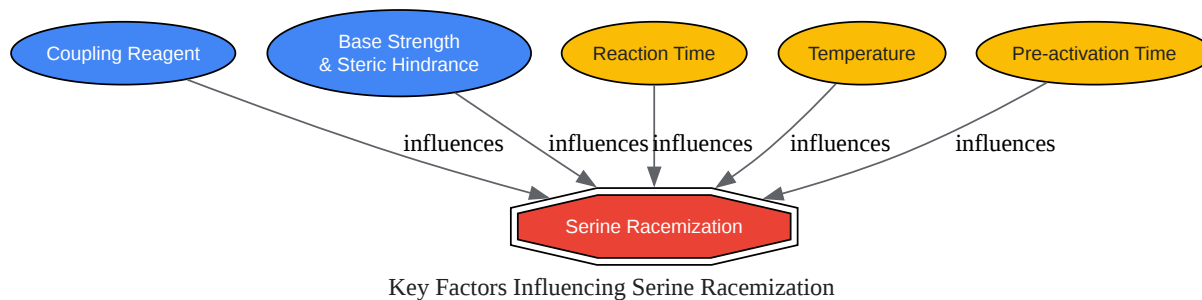 Coupling Reagent
Base Strength
& Steric Hindrance
Reaction Time
Temperature
Pre-activation Time
influences
influences
influences
influences
influences
Serine Racemization
Key Factors Influencing Serine Racemization